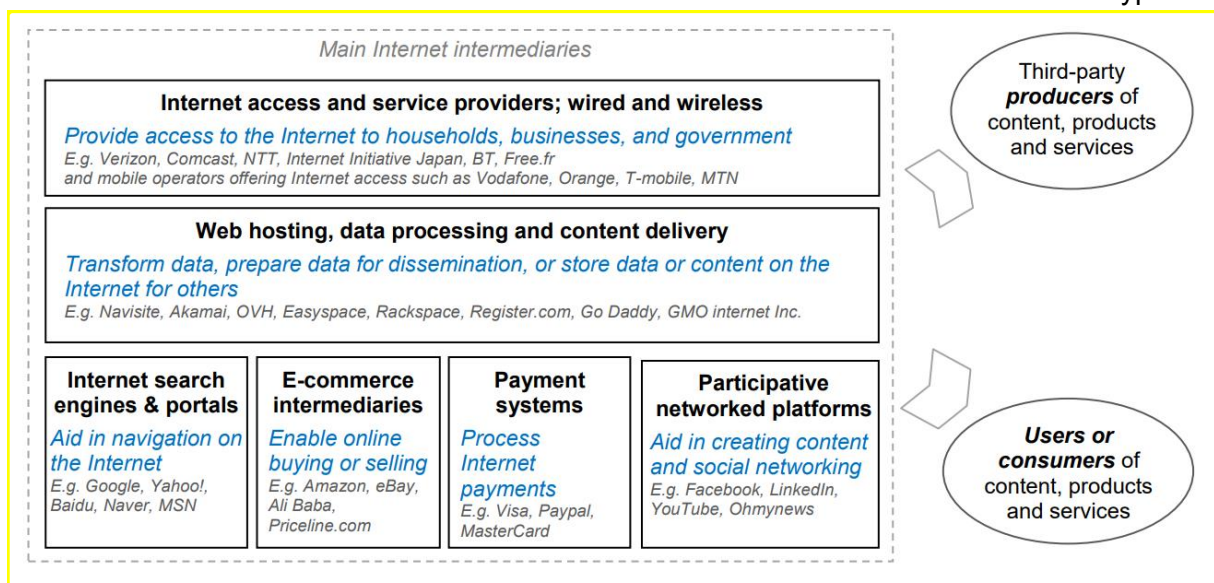 yp
Main Internet intermediaries
Internet access and service providers; wired and wireless
Provide access to the Internet to households, businesses, and government
E.g. Verizon, Comcast, NTT, Internet Initiative Japan, BT, Free.fr
and mobile operators offering Internet access such as Vodafone, Orange, T-mobile, MTN
Web hosting, data processing and content delivery
Transform data, prepare data for dissemination, or store data or content on the
Internet for others
E.g. Navisite, Akamai, OVH, Easyspace, Rackspace, Register.com, Go Daddy, GMO internet Inc.
Internet search
engines & portals
Aid in navigation on
the Internet
E.g. Google, Yahoo!,
Baidu, Naver, MSN
E-commerce
intermediaries
Enable online
buying or selling
E.g. Amazon, eBay,
Ali Baba,
Priceline.com
Payment
systems
Process
Internet
payments
E.g. Visa, Paypal,
MasterCard
Participative
networked platforms
Aid in creating content
and social networking
E.g. Facebook, LinkedIn,
YouTube, Ohmynews
Third-party
producers of
content, products
and services
Users or
consumers of
content, products
and services